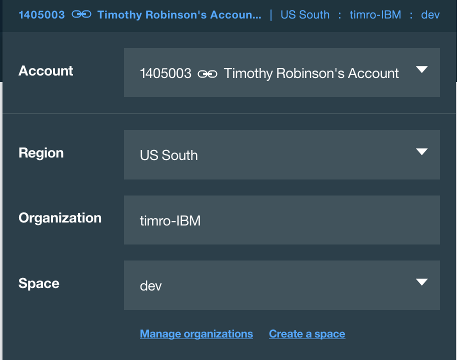 1405003 Timothy Robinson's Accoun... | US South : timro-IBM : dev
Account 1405003 Timothy Robinson's Account
Region US South
Organization timro-IBM
Space dev
Manage organizations Create a space